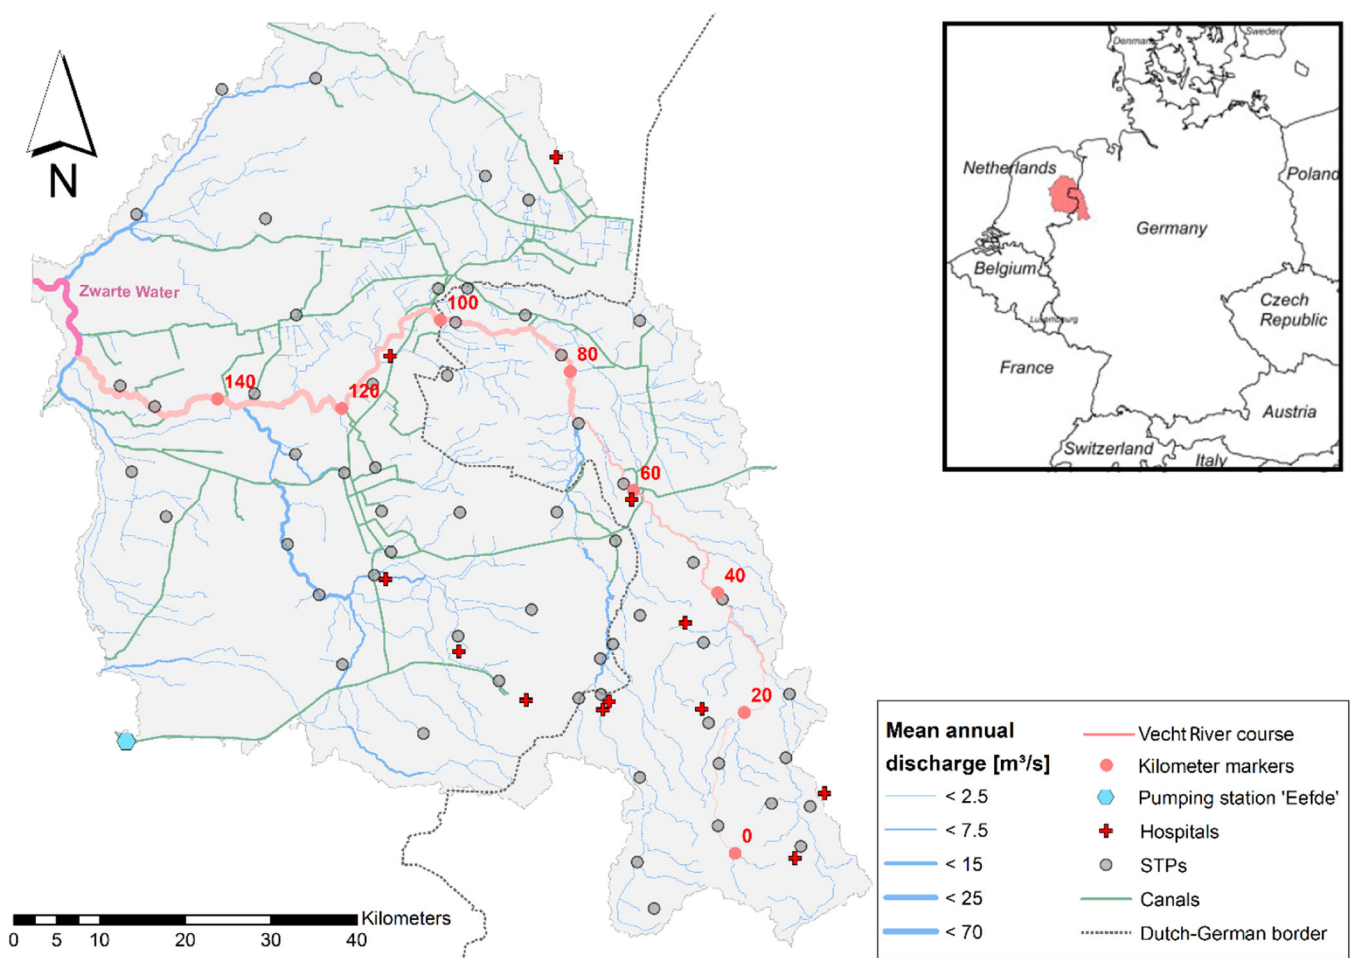 N
Zwarte Water
100
80
140
120
60
40
20
0
Kilometers
0 5 10 20 30 40
Denmark
Sweden
Netherlands
Poland
Germany
Belgium
Luxembourg
Czech
Republic
France
Austria
Switzerland
Italy
Mean annual
discharge [m³/s]
< 2.5
< 7.5
< 15
< 25
< 70
Vecht River course
Kilometer markers
Pumping station 'Eefde'
Hospitals
STPs
Canals
Dutch-German border